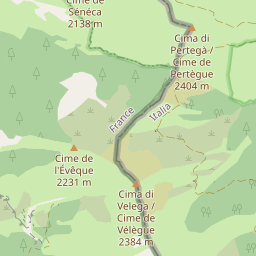 Cime de
Sénéca
2138 m
Cima di
Pertegà /
Cime de
Pertègue
2404 m
France
Italia
Cime de
l'Évêque
2231 m
Cima di
Velega /
Cime de
Vélègue
2384 m